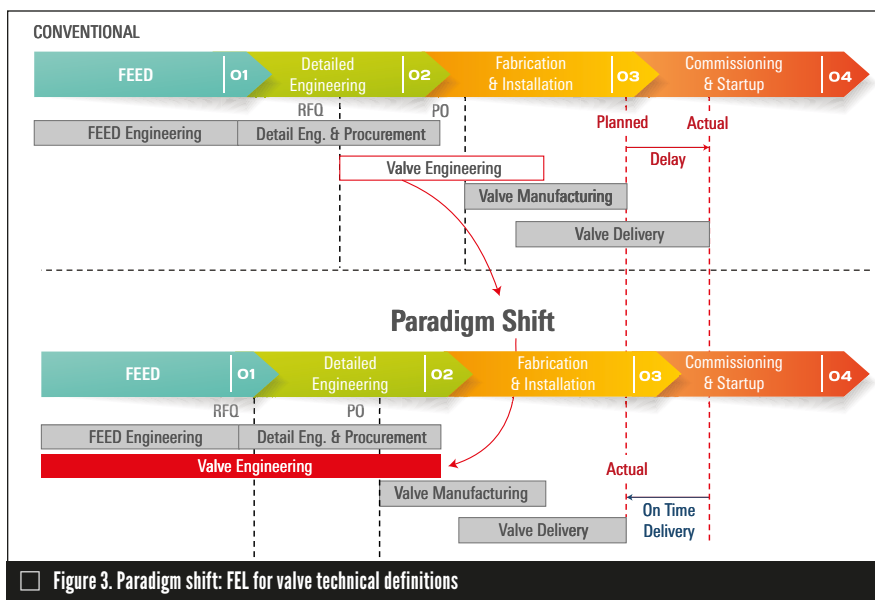 CONVENTIONAL
FEED 01
Detailed
Engineering 02
Fabrication
& Installation 03
Commissioning
& Startup 04
RFQ
PO
Planned
Actual
FEED Engineering
Detail Eng. & Procurement
Delay
Valve Engineering
Valve Manufacturing
Valve Delivery
Paradigm Shift
FEED 01
Detailed
Engineering 02
Fabrication
& Installation 03
Commissioning
& Startup 04
RFQ
PO
FEED Engineering
Detail Eng. & Procurement
Valve Engineering
Actual
Valve Manufacturing
On Time
Delivery
Valve Delivery
Figure 3. Paradigm shift: FEL for valve technical definitions